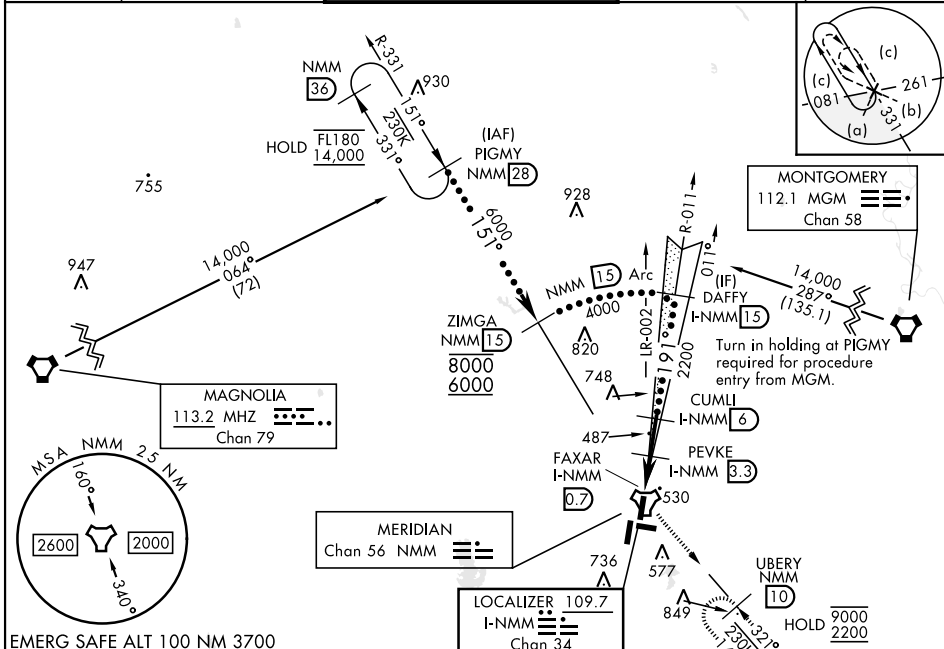 R-331
NMM
36
930
151°
230K
331°
HOLD
FL180
14,000
(IAF)
PIGMY
NMM 28
(c)
(c)
261
081
(b)
331
(a)
755
928
MONTGOMERY
112.1 MGM
Chan 58
6000
151°
R-011
011°
947
14,000
064°
(72)
NMM 15 Arc
4000
(IF)
DAFFY
I-NMM 15
14,000
287°
(135.1)
LR-002
191°
2200
ZIMGA
NMM 15
8000
6000
820
Turn in holding at PIGMY
required for procedure
entry from MGM.
748
MAGNOLIA
113.2 MHZ
Chan 79
CUMLI
I-NMM 6
487
MSA NMM 25 NM
160°
2600
2000
340°
FAXAR
I-NMM
0.7
PEVKE
I-NMM 3.3
530
MERIDIAN
Chan 56 NMM
736
577
UBERY
NMM
10
849
LOCALIZER 109.7
I-NMM
Chan 34
321°
230K
HOLD
9000
2200
EMERG SAFE ALT 100 NM 3700